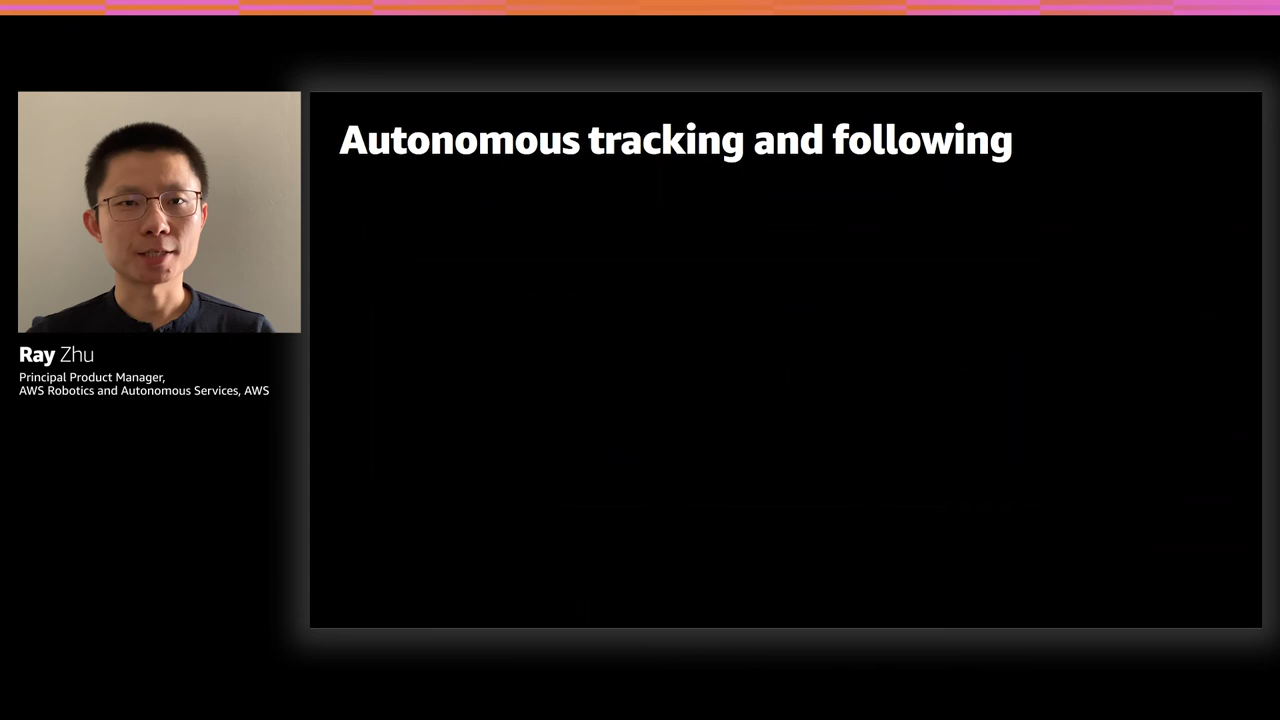 Autonomous tracking and following
Ray Zhu
Principal Product Manager,
AWS Robotics and Autonomous Services, AWS